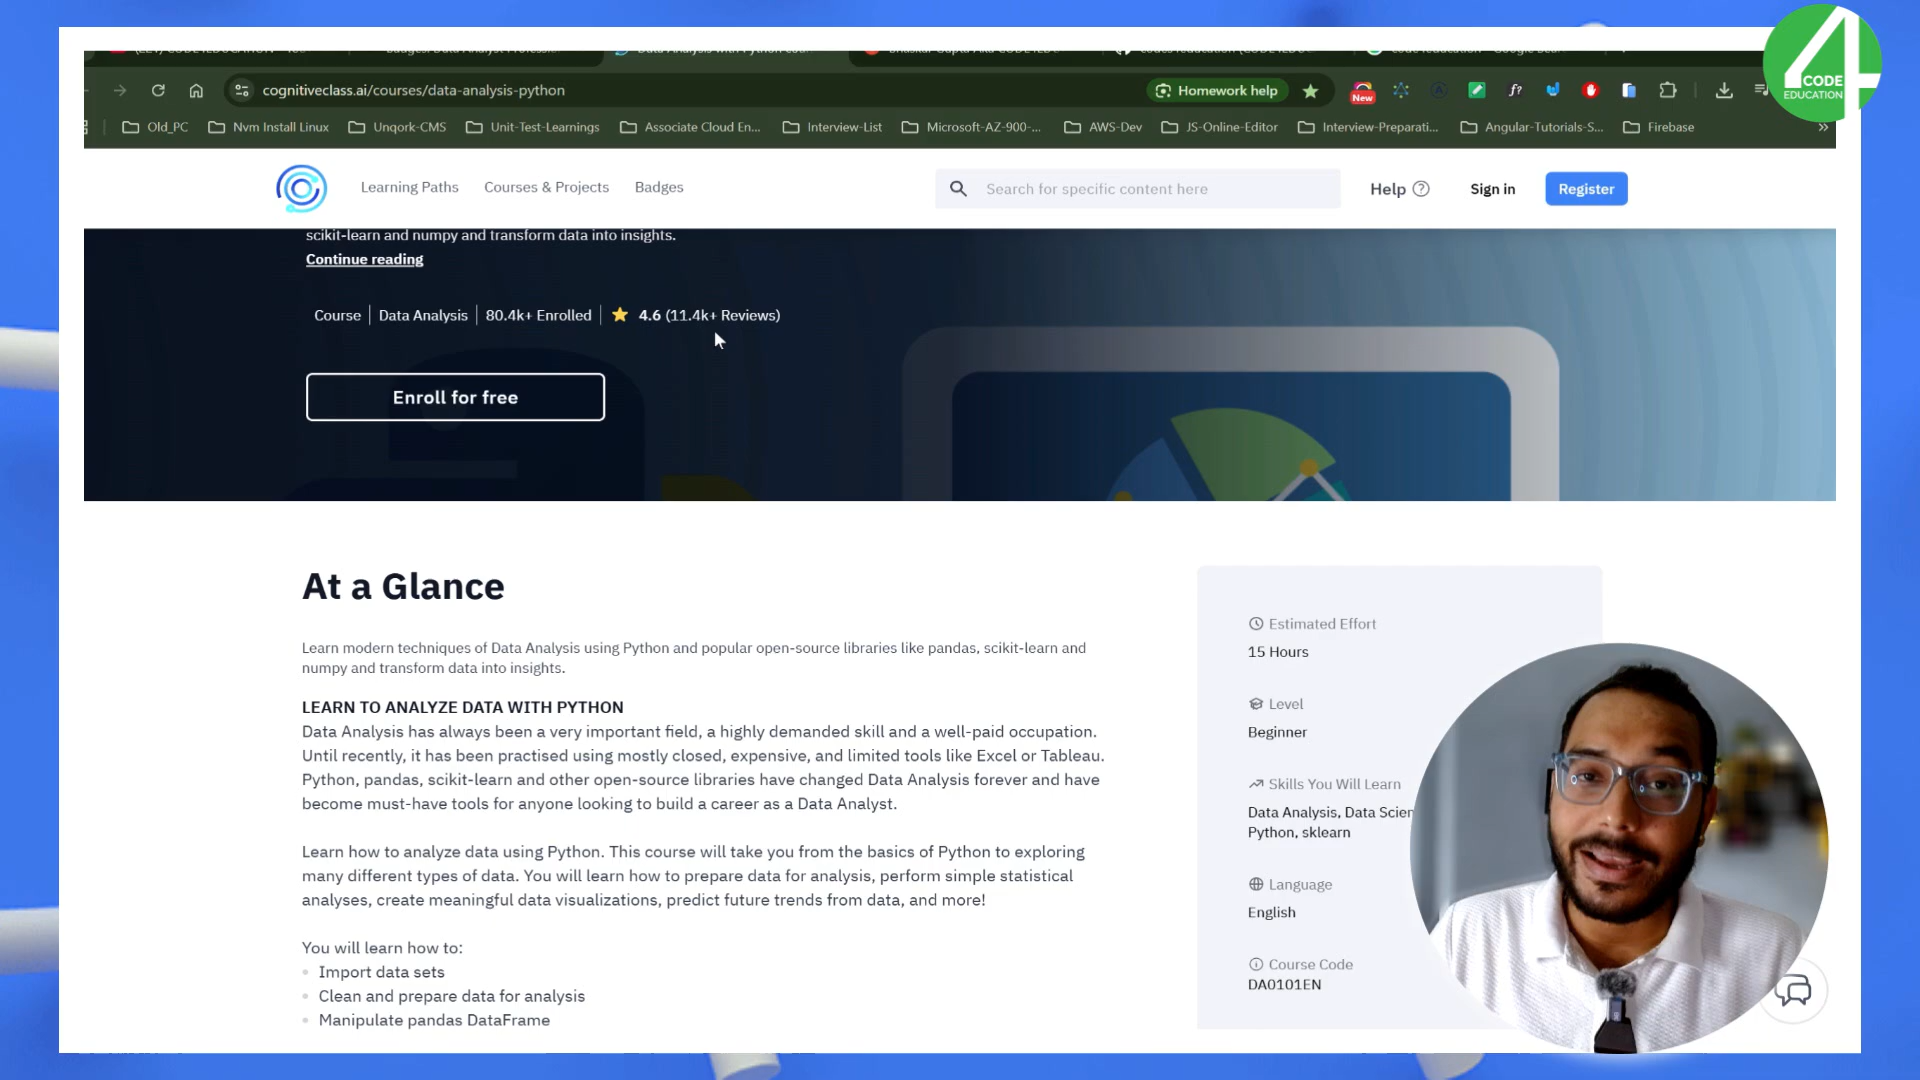 CODE
EDUCATION
cognitiveclass.ai/courses/data-analysis-python
Homework help
New
Old_PC
Nvm Install Linux
Unqork-CMS
Unit-Test-Learnings
Associate Cloud En...
Interview-List
Microsoft-AZ-900-...
AWS-Dev
JS-Online-Editor
Interview-Preparati...
Angular-Tutorials-S...
Firebase
Learning Paths
Courses & Projects
Badges
Search for specific content here
Help
Sign in
Register
scikit-learn and numpy and transform data into insights.
Continue reading
Course | Data Analysis | 80.4k+ Enrolled | 4.6 (11.4k+ Reviews)
Enroll for free
At a Glance
Learn modern techniques of Data Analysis using Python and popular open-source libraries like pandas, scikit-learn and
numpy and transform data into insights.
LEARN TO ANALYZE DATA WITH PYTHON
Data Analysis has always been a very important field, a highly demanded skill and a well-paid occupation.
Until recently, it has been practised using mostly closed, expensive, and limited tools like Excel or Tableau.
Python, pandas, scikit-learn and other open-source libraries have changed Data Analysis forever and have
become must-have tools for anyone looking to build a career as a Data Analyst.
Learn how to analyze data using Python. This course will take you from the basics of Python to exploring
many different types of data. You will learn how to prepare data for analysis, perform simple statistical
analyses, create meaningful data visualizations, predict future trends from data, and more!
You will learn how to:
Import data sets
Clean and prepare data for analysis
Manipulate pandas DataFrame
Estimated Effort
15 Hours
Level
Beginner
Skills You Will Learn
Data Analysis, Data Scien
Python, sklearn
Language
English
Course Code
DA0101EN